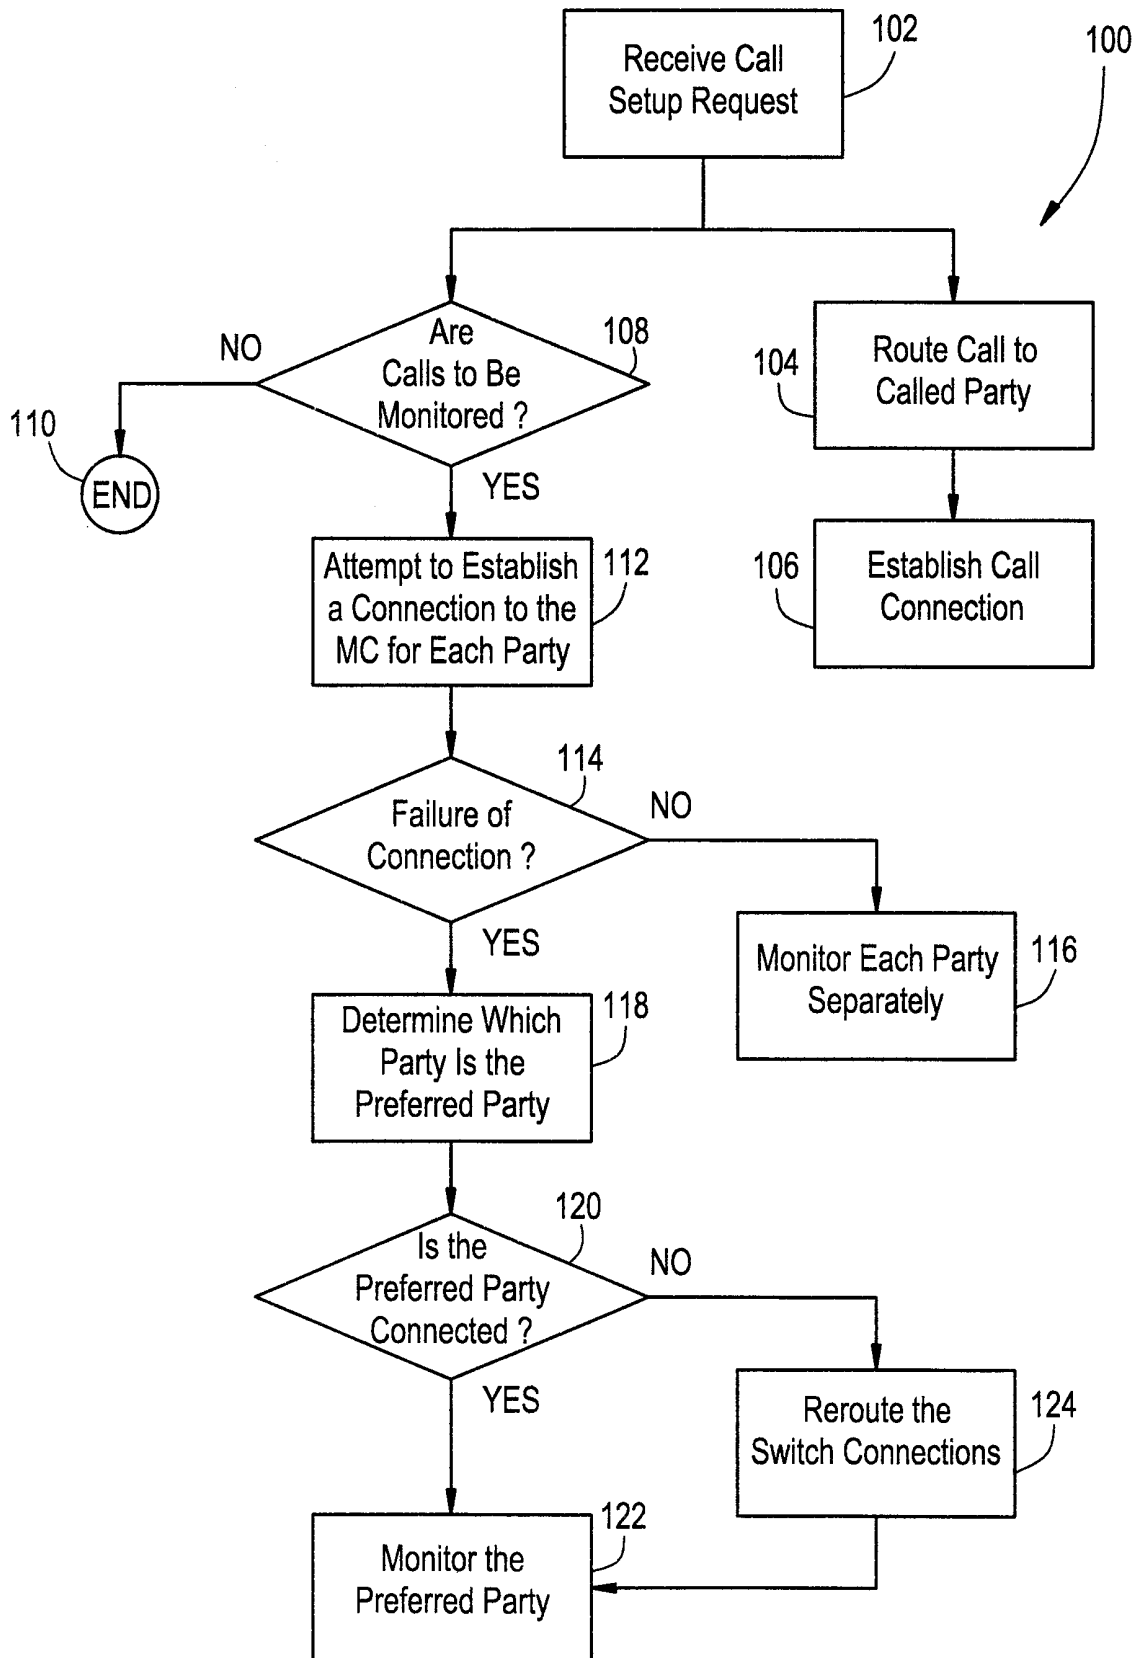 Receive Call
Setup Request
102
100
Are
Calls to Be
Monitored ?
108
NO
YES
110
END
Route Call to
Called Party
104
Establish Call
Connection
106
Attempt to Establish
a Connection to the
MC for Each Party
112
Failure of
Connection ?
114
NO
YES
Monitor Each Party
Separately
116
Determine Which
Party Is the
Preferred Party
118
Is the
Preferred Party
Connected ?
120
NO
YES
Reroute the
Switch Connections
124
Monitor the
Preferred Party
122